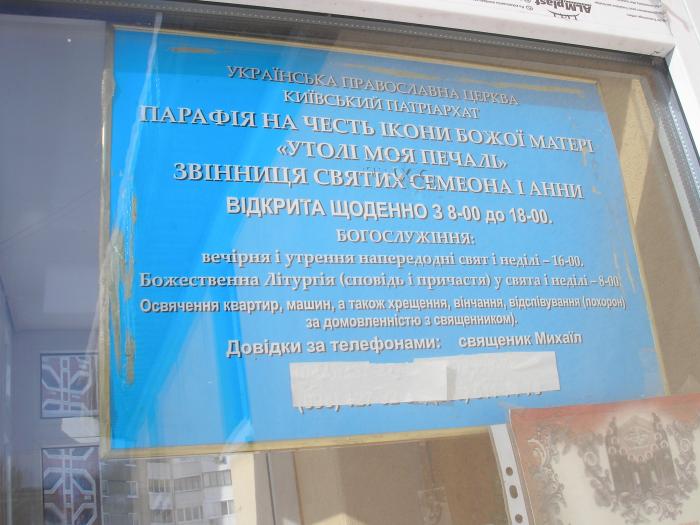 ALMplast
УКРАЇНСЬКА ПРАВОСЛАВНА ЦЕРКВА
КИЇВСЬКИЙ ПАТРІАРХАТ
ПАРАФІЯ НА ЧЕСТЬ ІКОНИ БОЖОЇ МАТЕРІ
«УТОЛІ МОЯ ПЕЧАЛІ»
ЗВІННИЦЯ СВЯТИХ СЕМЕОНА І АННИ
ВІДКРИТА ЩОДЕННО З 8-00 до 18-00.
БОГОСЛУЖІННЯ:
вечірня і утрення напередодні свят і неділі – 16-00.
Божественна Літургія (сповідь і причастя) у свята і неділі – 8-00
Освячення квартир, машин, а також хрещення, вінчання, відспівування (похорон)
за домовленністю з священником).
Довідки за телефонами: священик Михаїл